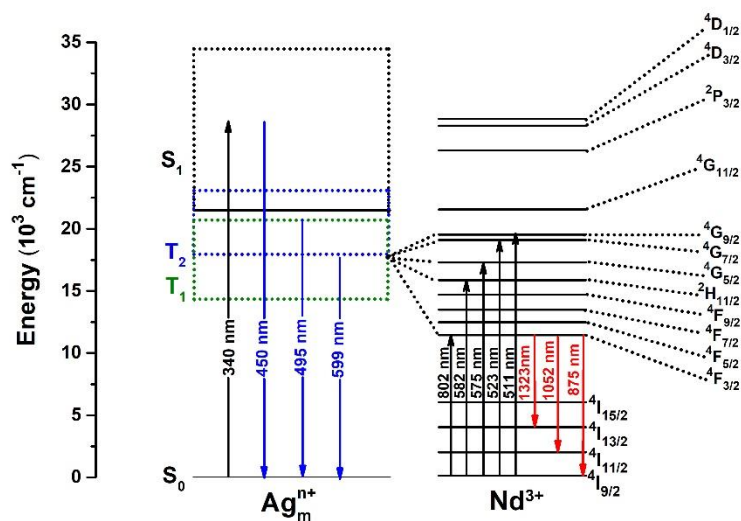 35
30
25
20
15
10
5
0
Energy (10³ cm⁻¹)
S₁
T₂
T₁
S₀
340 nm
450 nm
495 nm
599 nm
Agₘⁿ⁺
⁴D₁/₂
⁴D₃/₂
²P₃/₂
⁴G₁₁/₂
⁴G₉/₂
⁴G₇/₂
⁴G₅/₂
²H₁₁/₂
⁴F₉/₂
⁴F₇/₂
⁴F₅/₂
⁴F₃/₂
802 nm
582 nm
575 nm
523 nm
511 nm
1323nm
1052 nm
875 nm
⁴I₁₅/₂
⁴I₁₃/₂
⁴I₁₁/₂
⁴I₉/₂
Nd³⁺